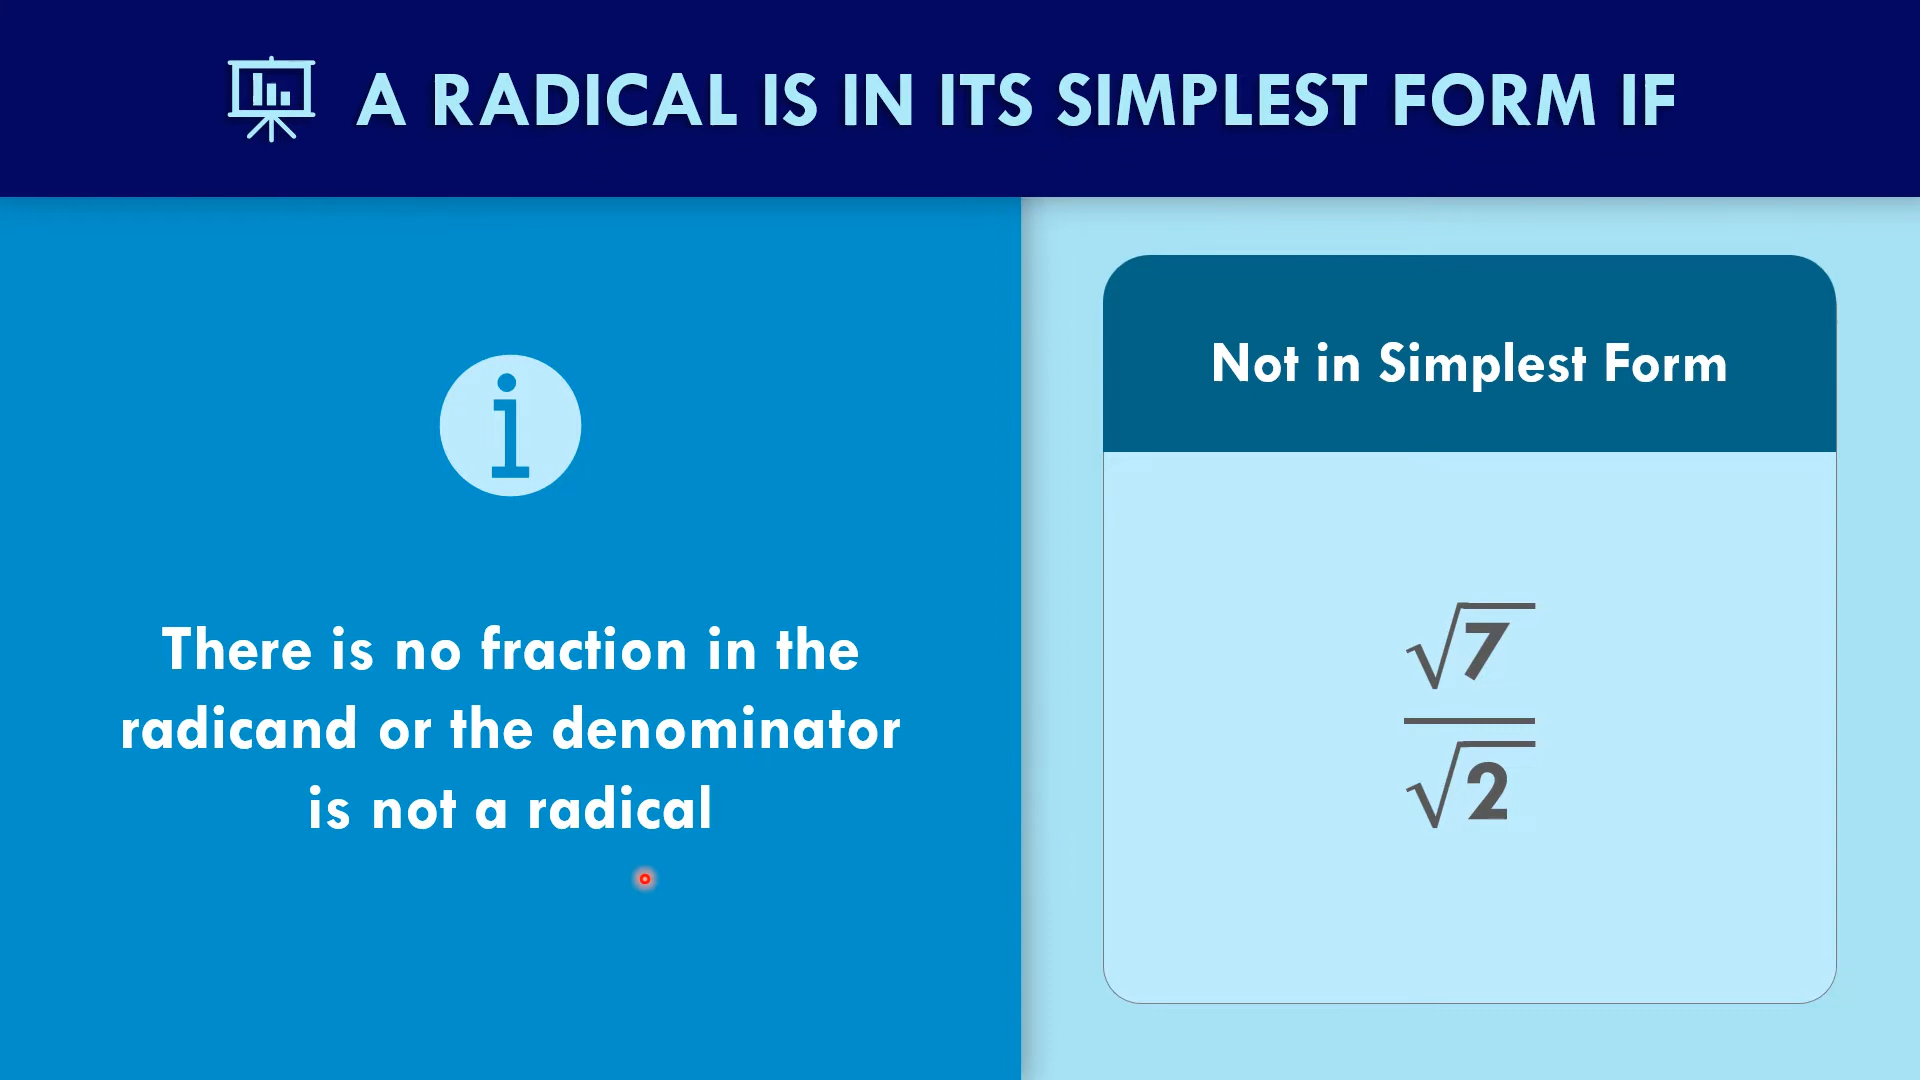 A RADICAL IS IN ITS SIMPLEST FORM IF
There is no fraction in the
radicand or the denominator
is not a radical
Not in Simplest Form
√7
√2